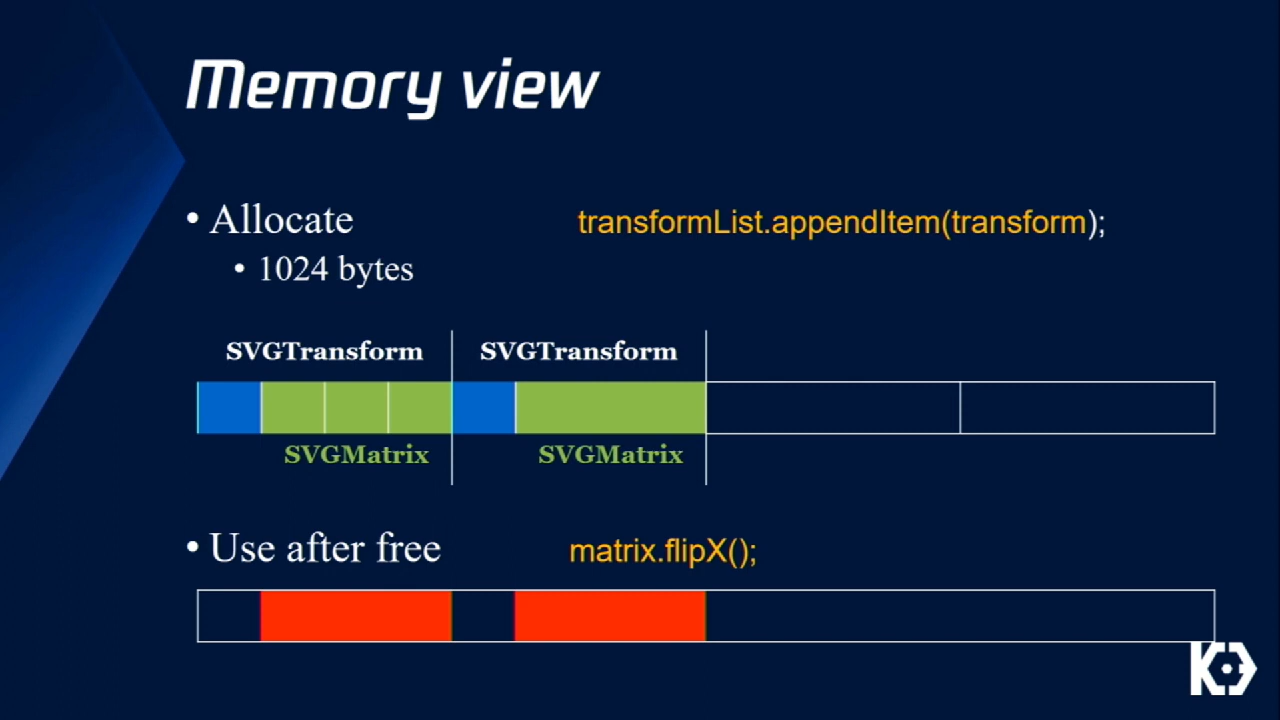 Memory view
• Allocate
transformList.appendItem(transform);
• 1024 bytes
SVGTransform SVGTransform
SVGMatrix SVGMatrix
• Use after free
matrix.flipX();